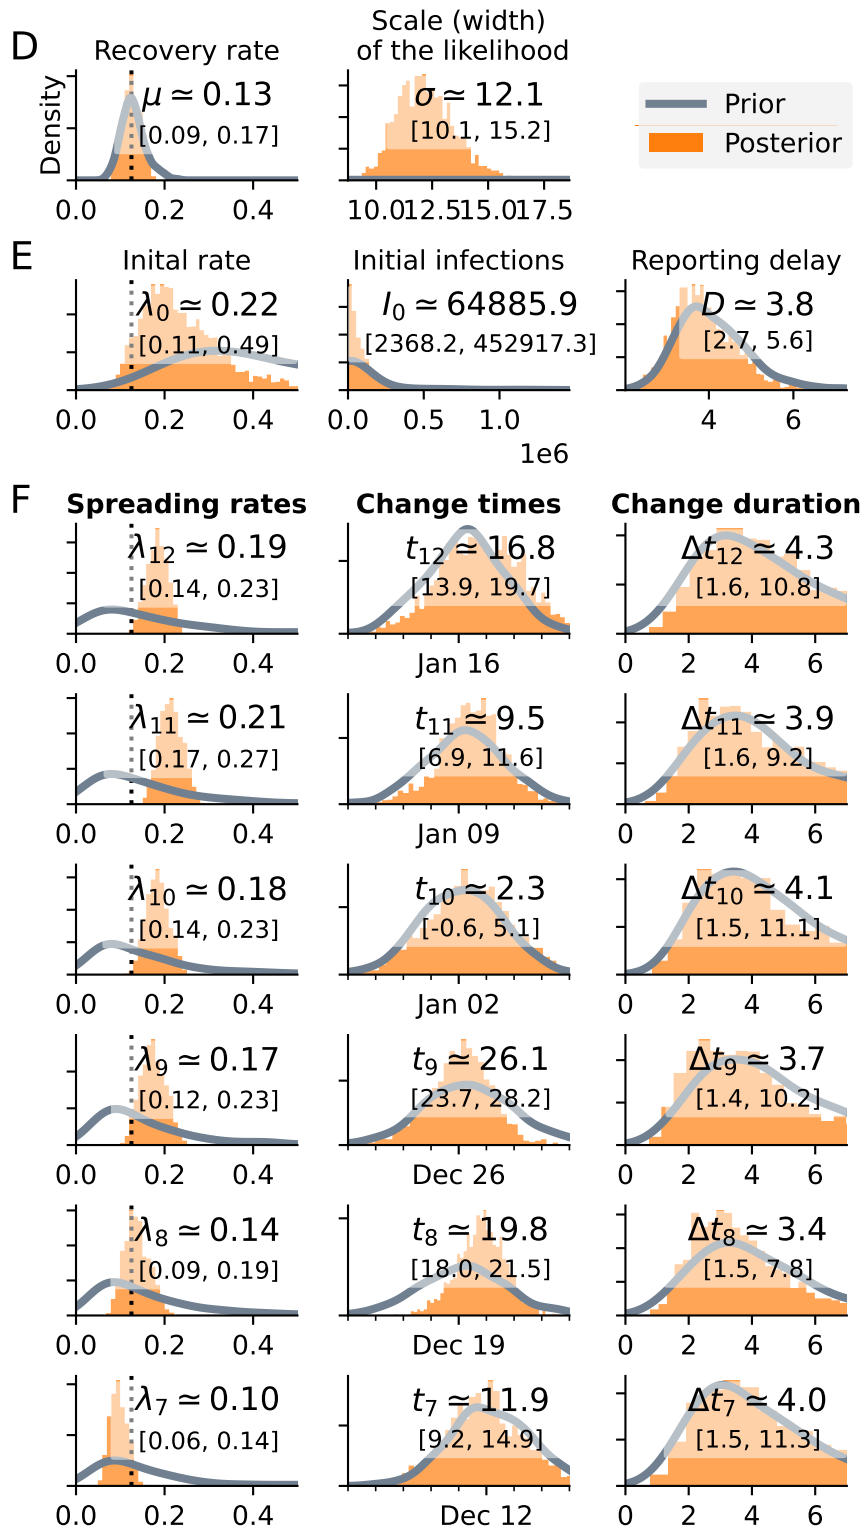 D
Recovery rate
Scale (width)
of the likelihood
Density
μ ≃ 0.13
[0.09, 0.17]
0.0 0.2 0.4
σ ≃ 12.1
[10.1, 15.2]
10.0 12.5 15.0 17.5
Prior
Posterior
E
Inital rate
Initial infections
Reporting delay
λ0 ≃ 0.22
[0.11, 0.49]
0.0 0.2 0.4
I0 ≃ 64885.9
[2368.2, 452917.3]
0.0 0.5 1.0
1e6
D ≃ 3.8
[2.7, 5.6]
4 6
F
Spreading rates
Change times
Change duration
λ12 ≃ 0.19
[0.14, 0.23]
0.0 0.2 0.4
t12 ≃ 16.8
[13.9, 19.7]
Jan 16
Δt12 ≃ 4.3
[1.6, 10.8]
0 2 4 6
λ11 ≃ 0.21
[0.17, 0.27]
0.0 0.2 0.4
t11 ≃ 9.5
[6.9, 11.6]
Jan 09
Δt11 ≃ 3.9
[1.6, 9.2]
0 2 4 6
λ10 ≃ 0.18
[0.14, 0.23]
0.0 0.2 0.4
t10 ≃ 2.3
[-0.6, 5.1]
Jan 02
Δt10 ≃ 4.1
[1.5, 11.1]
0 2 4 6
λ9 ≃ 0.17
[0.12, 0.23]
0.0 0.2 0.4
t9 ≃ 26.1
[23.7, 28.2]
Dec 26
Δt9 ≃ 3.7
[1.4, 10.2]
0 2 4 6
λ8 ≃ 0.14
[0.09, 0.19]
0.0 0.2 0.4
t8 ≃ 19.8
[18.0, 21.5]
Dec 19
Δt8 ≃ 3.4
[1.5, 7.8]
0 2 4 6
λ7 ≃ 0.10
[0.06, 0.14]
0.0 0.2 0.4
t7 ≃ 11.9
[9.2, 14.9]
Dec 12
Δt7 ≃ 4.0
[1.5, 11.3]
0 2 4 6